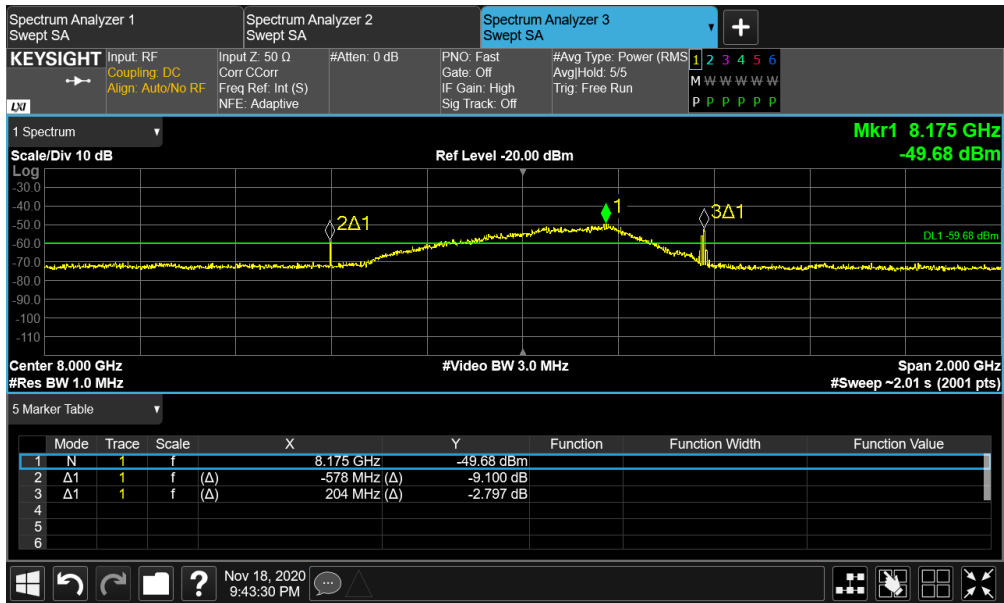 Spectrum Analyzer 1
Swept SA
Spectrum Analyzer 2
Swept SA
Spectrum Analyzer 3
Swept SA
▼
+
KEYSIGHT
LXI
Input: RF
Coupling: DC
Align: Auto/No RF
Input Z: 50 Ω
Corr CCorr
Freq Ref: Int (S)
NFE: Adaptive
#Atten: 0 dB
PNO: Fast
Gate: Off
IF Gain: High
Sig Track: Off
#Avg Type: Power (RMS
Avg|Hold: 5/5
Trig: Free Run
1 2 3 4 5 6
M W W W W W
P P P P P P
1 Spectrum ▼
Mkr1 8.175 GHz
-49.68 dBm
Scale/Div 10 dB
Ref Level -20.00 dBm
Log
-30.0
-40.0
-50.0
-60.0
-70.0
-80.0
-90.0
-100
-110
2Δ1
1
3Δ1
DL1 -59.68 dBm
Center 8.000 GHz
#Video BW 3.0 MHz
Span 2.000 GHz
#Res BW 1.0 MHz
#Sweep ~2.01 s (2001 pts)
5 Marker Table ▼
Mode Trace Scale X Y Function Function Width Function Value
1 N 1 f 8.175 GHz -49.68 dBm
2 Δ1 1 f (Δ) -578 MHz (Δ) -9.100 dB
3 Δ1 1 f (Δ) 204 MHz (Δ) -2.797 dB
4
5
6
?
Nov 18, 2020
9:43:30 PM